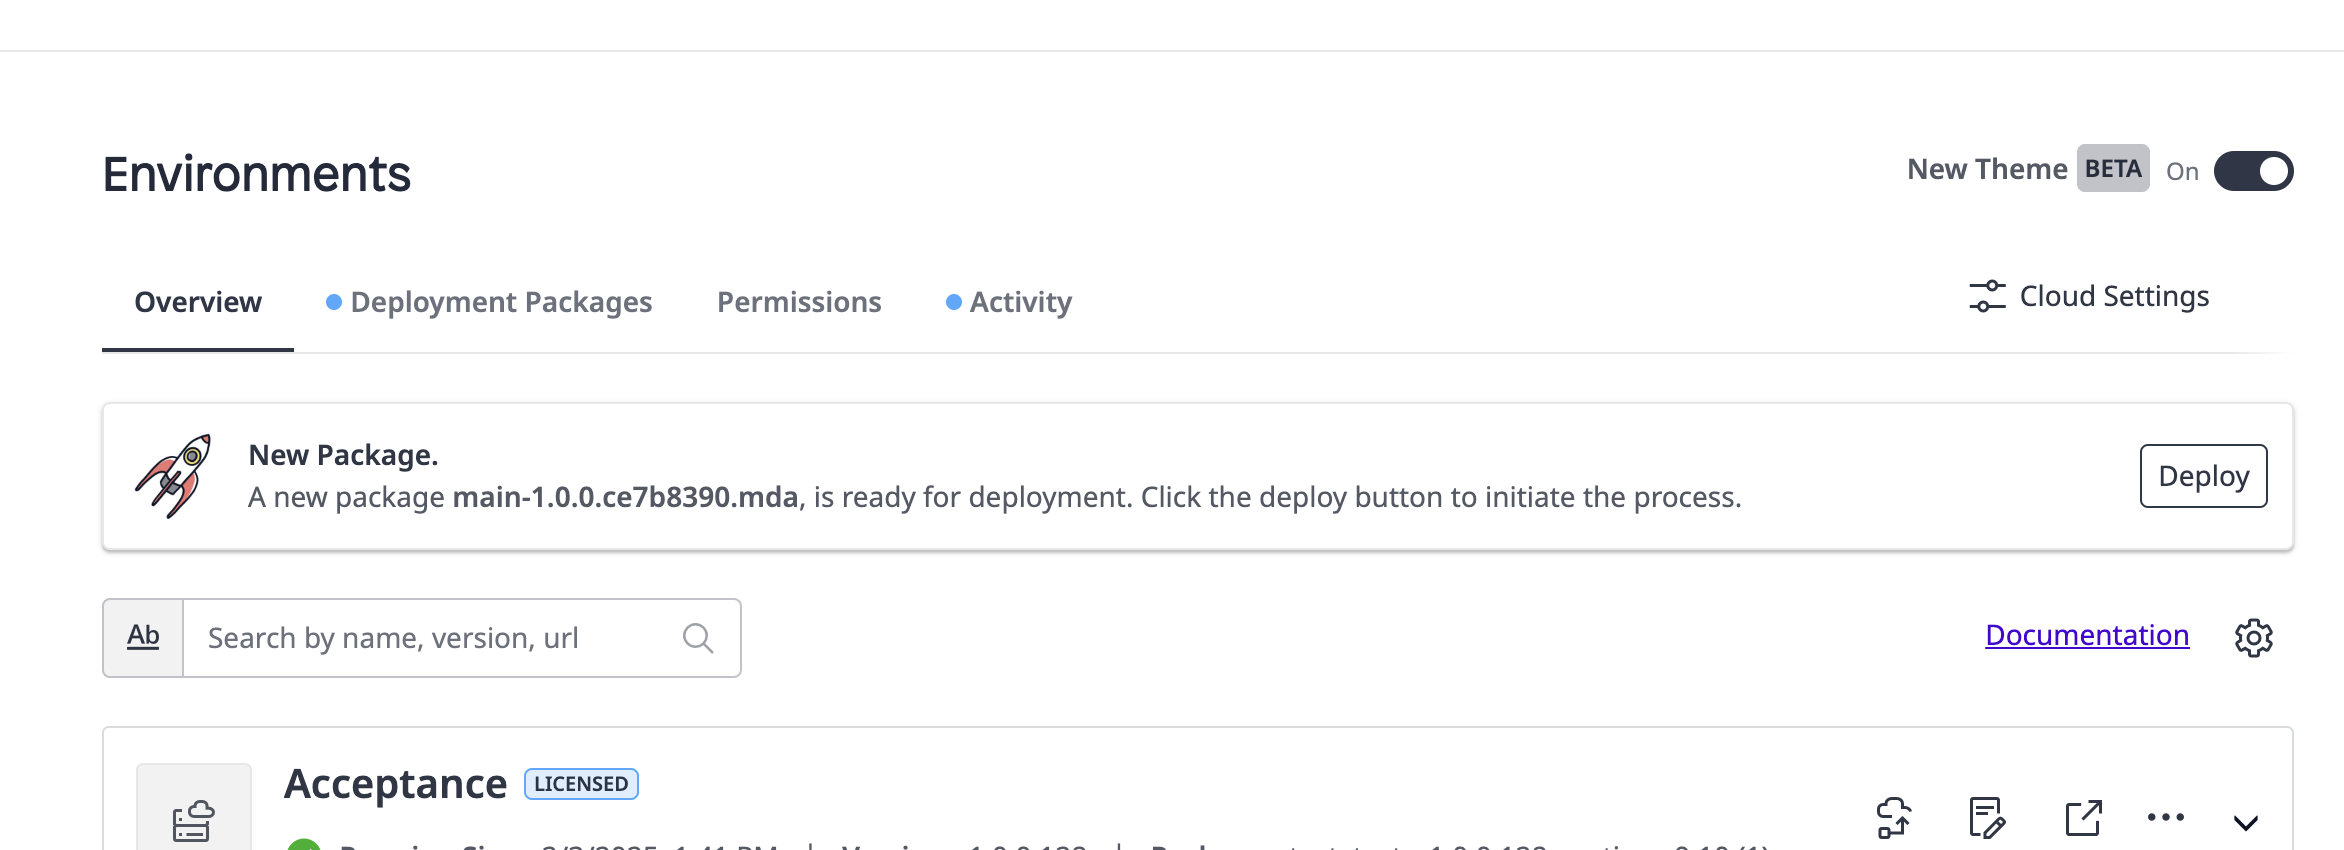 Environments
New Theme BETA On
Overview Deployment Packages Permissions Activity Cloud Settings
New Package.
A new package main-1.0.0.ce7b8390.mda, is ready for deployment. Click the deploy button to initiate the process.
Deploy
Ab Search by name, version, url
Documentation
Acceptance LICENSED